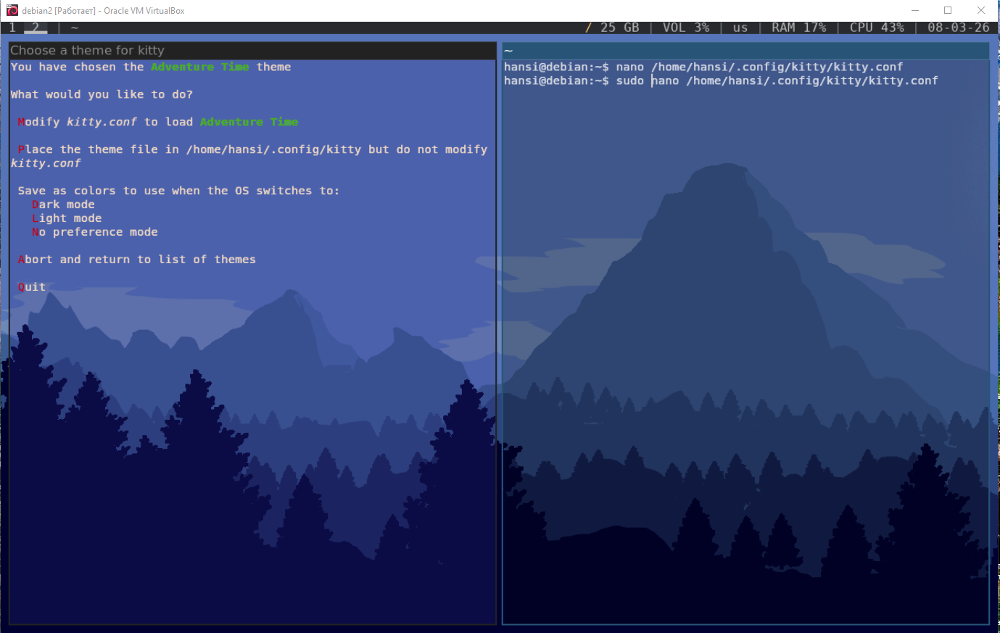 debian2 [Работает] - Oracle VM VirtualBox
1 2 | ~ / 25 GB | VOL 3% | us | RAM 17% | CPU 43% | 08-03-26
Choose a theme for kitty
You have chosen the Adventure Time theme
What would you like to do?
Modify kitty.conf to load Adventure Time
Place the theme file in /home/hansi/.config/kitty but do not modify
kitty.conf
Save as colors to use when the OS switches to:
Dark mode
Light mode
No preference mode
Abort and return to list of themes
Quit
~
hansi@debian:~$ nano /home/hansi/.config/kitty/kitty.conf
hansi@debian:~$ sudo nano /home/hansi/.config/kitty/kitty.conf